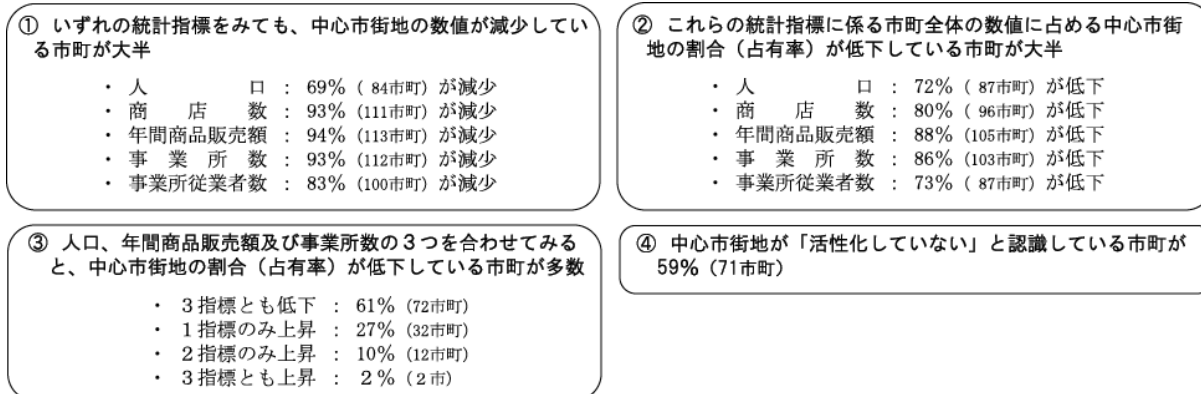 ① いずれの統計指標をみても、中心市街地の数値が減少してい
る市町が大半
・ 人口 : 69% ( 84市町) が減少
・ 商店数 : 93% (111市町) が減少
・ 年間商品販売額 : 94% (113市町) が減少
・ 事業所数 : 93% (112市町) が減少
・ 事業所従業者数 : 83% (100市町) が減少
② これらの統計指標に係る市町全体の数値に占める中心市街
地の割合（占有率）が低下している市町が大半
・ 人口 : 72% ( 87市町) が低下
・ 商店数 : 80% ( 96市町) が低下
・ 年間商品販売額 : 88% (105市町) が低下
・ 事業所数 : 86% (103市町) が低下
・ 事業所従業者数 : 73% ( 87市町) が低下
③ 人口、年間商品販売額及び事業所数の３つを合わせてみる
と、中心市街地の割合（占有率）が低下している市町が多数
・ ３指標とも低下 : 61% (72市町)
・ １指標のみ上昇 : 27% (32市町)
・ ２指標のみ上昇 : 10% (12市町)
・ ３指標とも上昇 : 2% ( 2市)
④ 中心市街地が「活性化していない」と認識している市町が
59% (71市町)